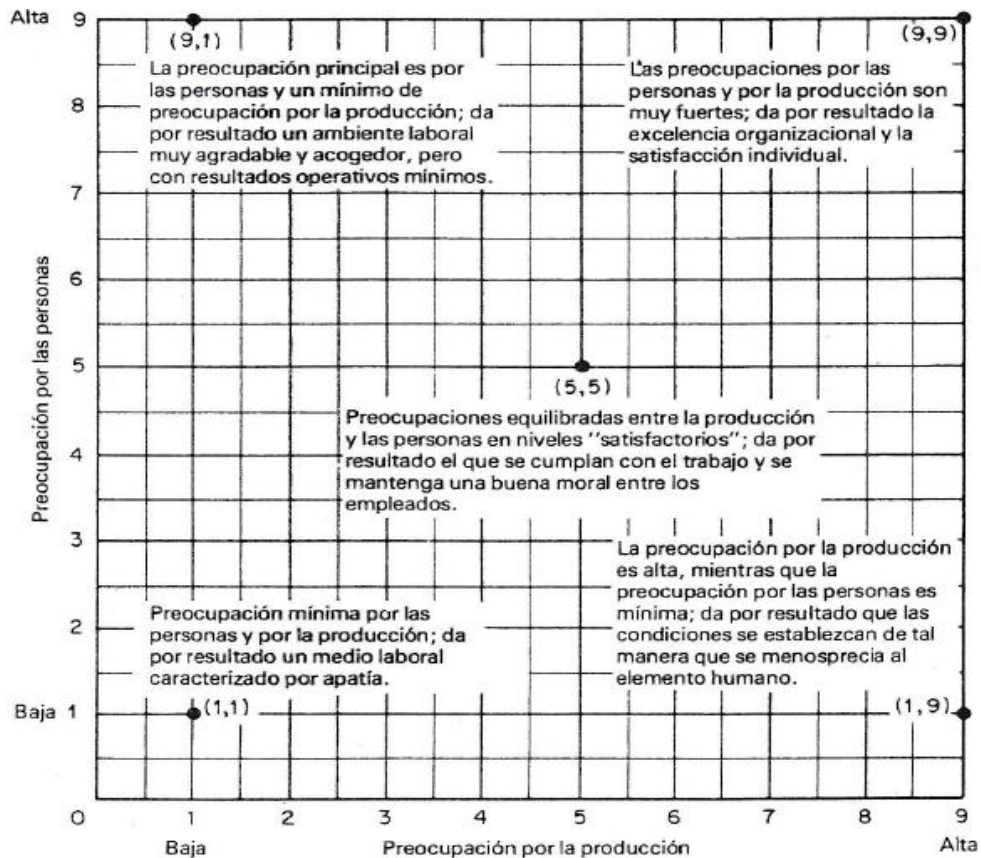 Alta
9
(9,1)
La preocupación principal es por
las personas y un mínimo de
preocupación por la producción; da
por resultado un ambiente laboral
muy agradable y acogedor, pero
con resultados operativos mínimos.
(9,9)
Las preocupaciones por las
personas y por la producción son
muy fuertes; da por resultado la
excelencia organizacional y la
satisfacción individual.
8
7
6
5
4
3
2
Baja 1
Preocupación por las personas
(5,5)
Preocupaciones equilibradas entre la producción
y las personas en niveles "satisfactorios"; da por
resultado el que se cumplan con el trabajo y se
mantenga una buena moral entre los
empleados.
La preocupación por la producción
es alta, mientras que la
preocupación por las personas es
mínima; da por resultado que las
condiciones se establezcan de tal
manera que se menosprecia al
elemento humano.
(1,9)
Preocupación mínima por las
personas y por la producción; da
por resultado un medio laboral
caracterizado por apatía.
(1,1)
0 1 2 3 4 5 6 7 8 9
Baja Preocupación por la producción Alta